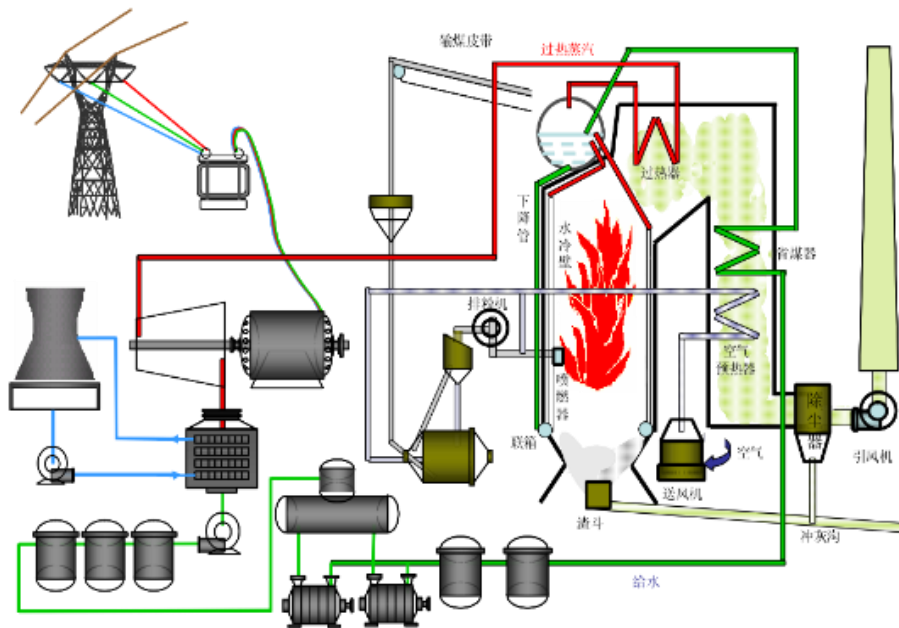 输煤皮带
过热蒸汽
过热器
下降管
水冷壁
省煤器
排粉机
空气
预热器
喷燃器
除尘器
联箱
空气
送风机
引风机
渣斗
冲灰沟
给水